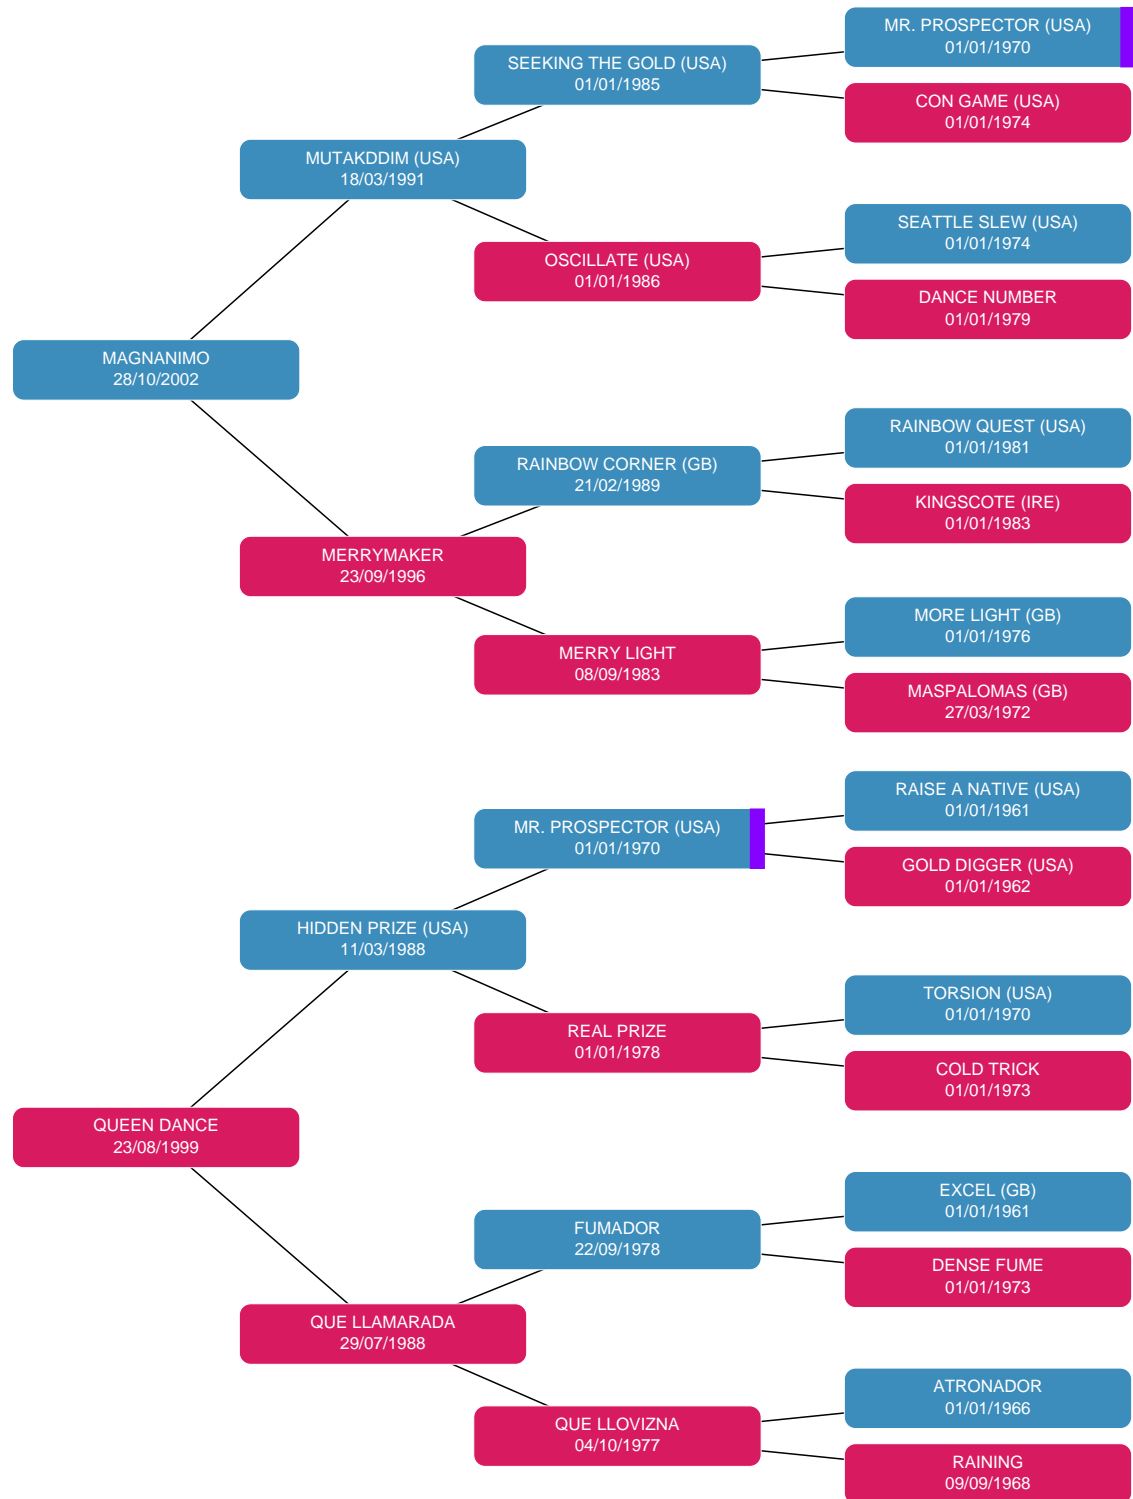 MR. PROSPECTOR (USA)
01/01/1970
SEEKING THE GOLD (USA)
01/01/1985
CON GAME (USA)
01/01/1974
MUTAKDDIM (USA)
18/03/1991
SEATTLE SLEW (USA)
01/01/1974
OSCILLATE (USA)
01/01/1986
DANCE NUMBER
01/01/1979
MAGNANIMO
28/10/2002
RAINBOW QUEST (USA)
01/01/1981
RAINBOW CORNER (GB)
21/02/1989
KINGSCOTE (IRE)
01/01/1983
MERRYMAKER
23/09/1996
MORE LIGHT (GB)
01/01/1976
MERRY LIGHT
08/09/1983
MASPALOMAS (GB)
27/03/1972
RAISE A NATIVE (USA)
01/01/1961
MR. PROSPECTOR (USA)
01/01/1970
GOLD DIGGER (USA)
01/01/1962
HIDDEN PRIZE (USA)
11/03/1988
TORSION (USA)
01/01/1970
REAL PRIZE
01/01/1978
COLD TRICK
01/01/1973
QUEEN DANCE
23/08/1999
EXCEL (GB)
01/01/1961
FUMADOR
22/09/1978
DENSE FUME
01/01/1973
QUE LLAMARADA
29/07/1988
ATRONADOR
01/01/1966
QUE LLOVIZNA
04/10/1977
RAINING
09/09/1968